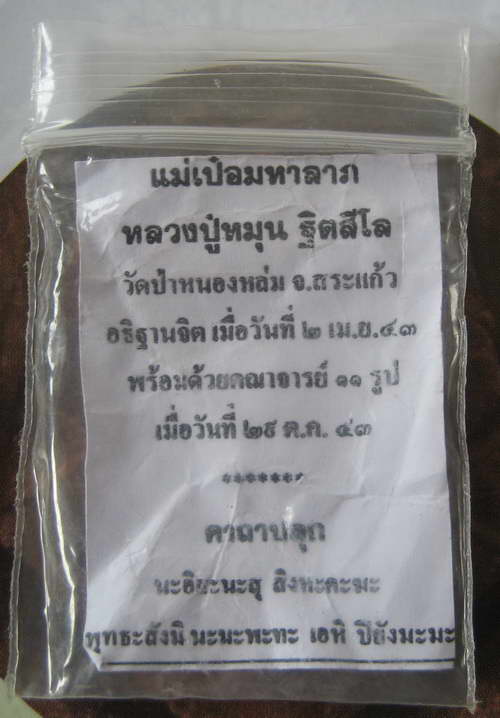 แม่เป๋อมหาลาภ
หลวงปู่หมุน ฐิตสีโล
วัดป่าหนองหล่ม จ.สระแก้ว
อธิฐานจิต เมื่อวันที่ ๒ เม.ย.๔๓
พร้อมด้วยคณาจารย์ ๑๑ รูป
เมื่อวันที่ ๒๙ ต.ค. ๔๓
*******
คาถาปลุก
นะอิยะนะสุ สิงหะคะมะ
พุทธะสังมิ นะนะพะทะ เอหิ ปิยังมะมะ